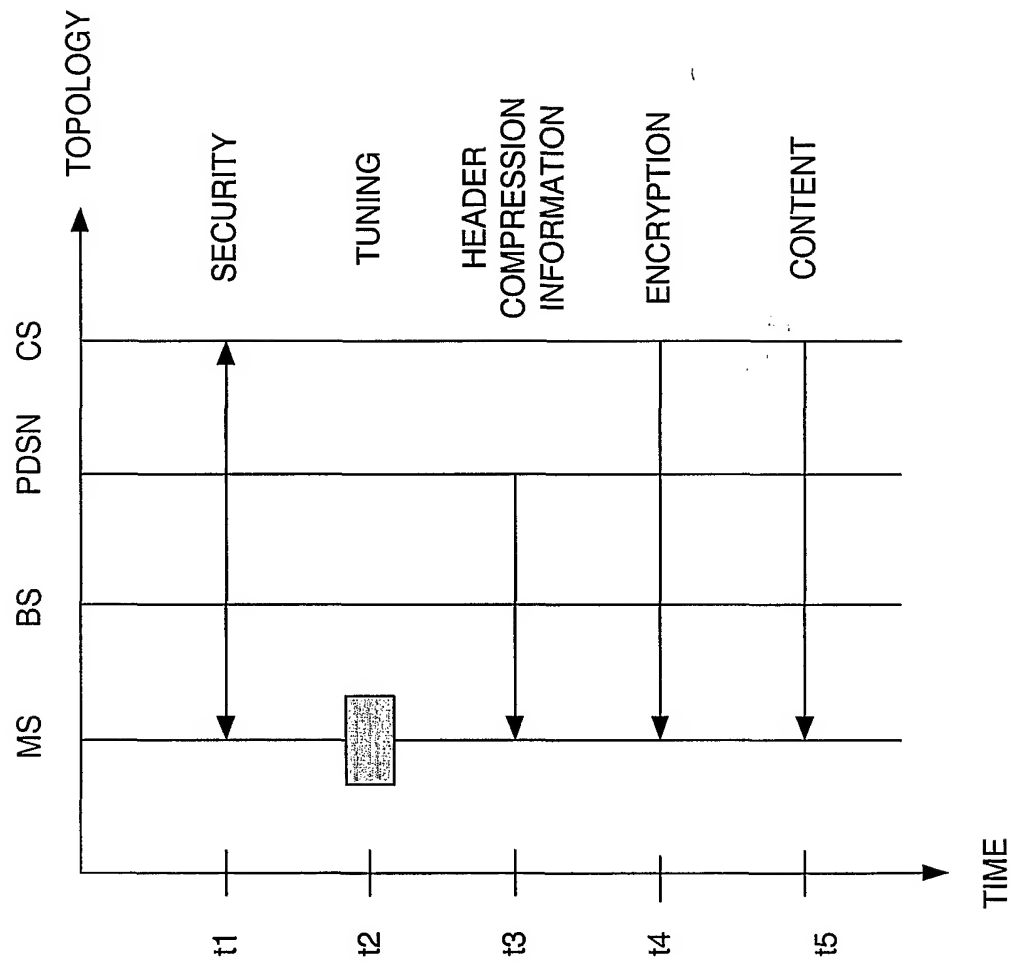 TOPOLOGY
MS
BS
PDSN
CS
t1
SECURITY
t2
TUNING
t3
HEADER
COMPRESSION
INFORMATION
t4
ENCRYPTION
t5
CONTENT
TIME